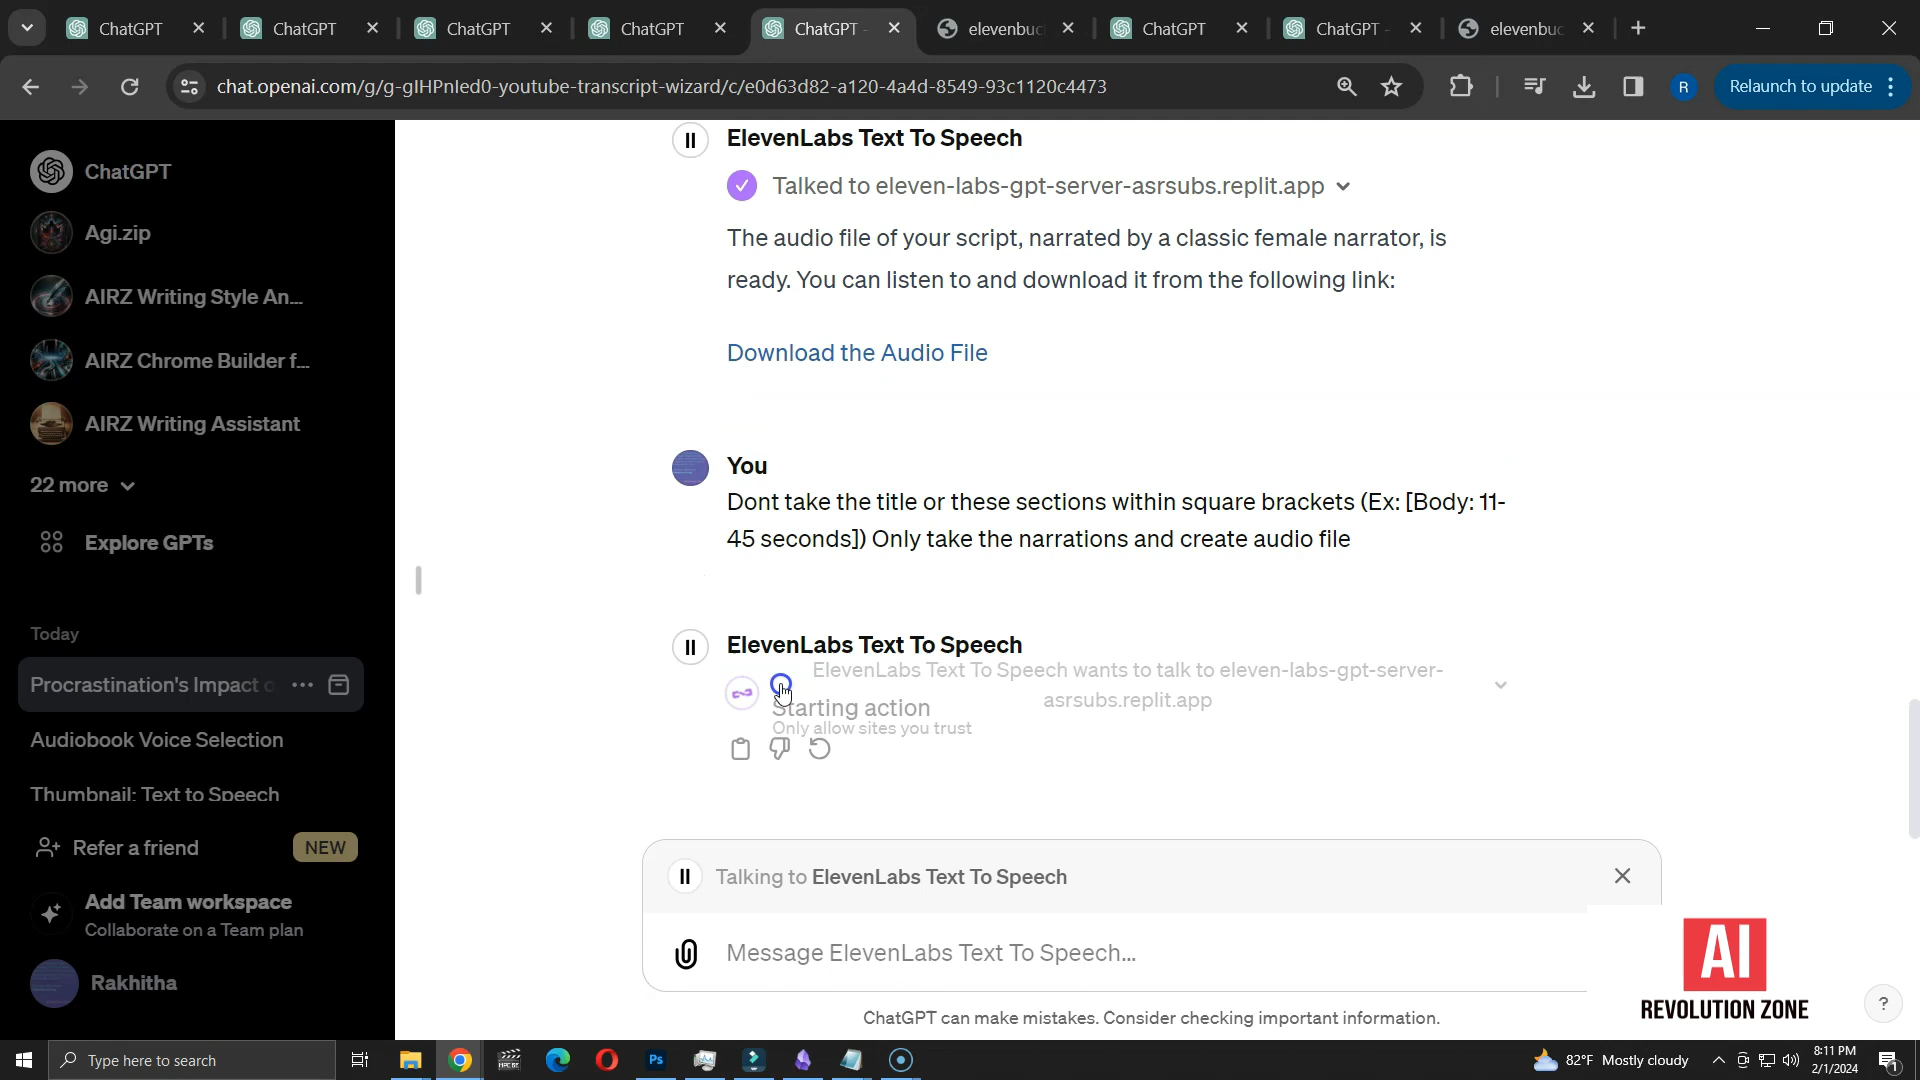 ChatGPT
ChatGPT
ChatGPT
ChatGPT
ChatGPT -
elevenbuc
ChatGPT
ChatGPT -
elevenbuc
chat.openai.com/g/g-gIHPnIed0-youtube-transcript-wizard/c/e0d63d82-a120-4a4d-8549-93c1120c4473
R
Relaunch to update
ChatGPT
Agi.zip
AIRZ Writing Style An...
AIRZ Chrome Builder f...
AIRZ Writing Assistant
22 more
Explore GPTs
Today
Procrastination's Impact
Audiobook Voice Selection
Thumbnail: Text to Speech
Refer a friend
NEW
Add Team workspace
Collaborate on a Team plan
Rakhitha
ElevenLabs Text To Speech
Talked to eleven-labs-gpt-server-asrsubs.replit.app
The audio file of your script, narrated by a classic female narrator, is
ready. You can listen to and download it from the following link:
Download the Audio File
You
Dont take the title or these sections within square brackets (Ex: [Body: 11-
45 seconds]) Only take the narrations and create audio file
ElevenLabs Text To Speech
ElevenLabs Text To Speech wants to talk to eleven-labs-gpt-server-
asrsubs.replit.app
Starting action
Only allow sites you trust
Talking to ElevenLabs Text To Speech
Message ElevenLabs Text To Speech...
ChatGPT can make mistakes. Consider checking important information.
AI
REVOLUTION ZONE
?
Type here to search
Ps
82°F Mostly cloudy
8:11 PM
2/1/2024
1